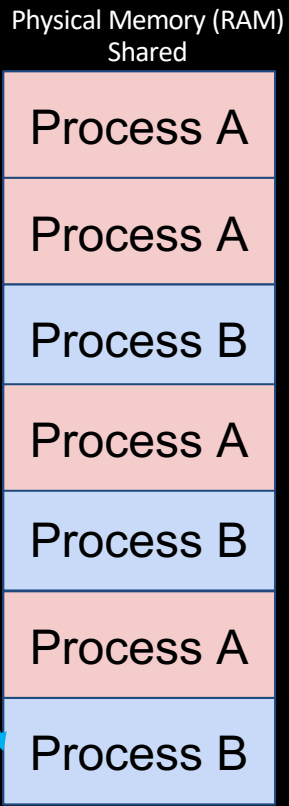 Physical Memory (RAM)
Shared
Process A
Process A
Process B
Process A
Process B
Process A
Process B